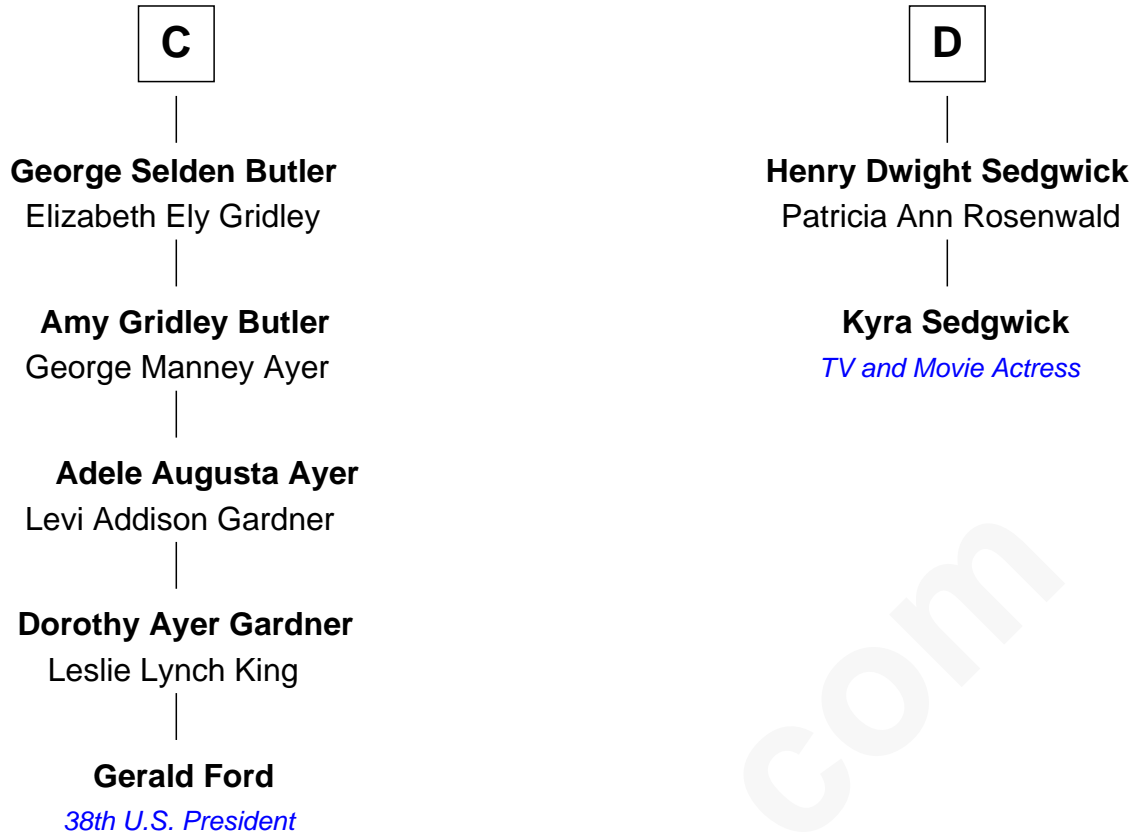 C
George Selden Butler
Elizabeth Ely Gridley
Amy Gridley Butler
George Manney Ayer
Adele Augusta Ayer
Levi Addison Gardner
Dorothy Ayer Gardner
Leslie Lynch King
Gerald Ford
38th U.S. President
D
Henry Dwight Sedgwick
Patricia Ann Rosenwald
Kyra Sedgwick
TV and Movie Actress
com